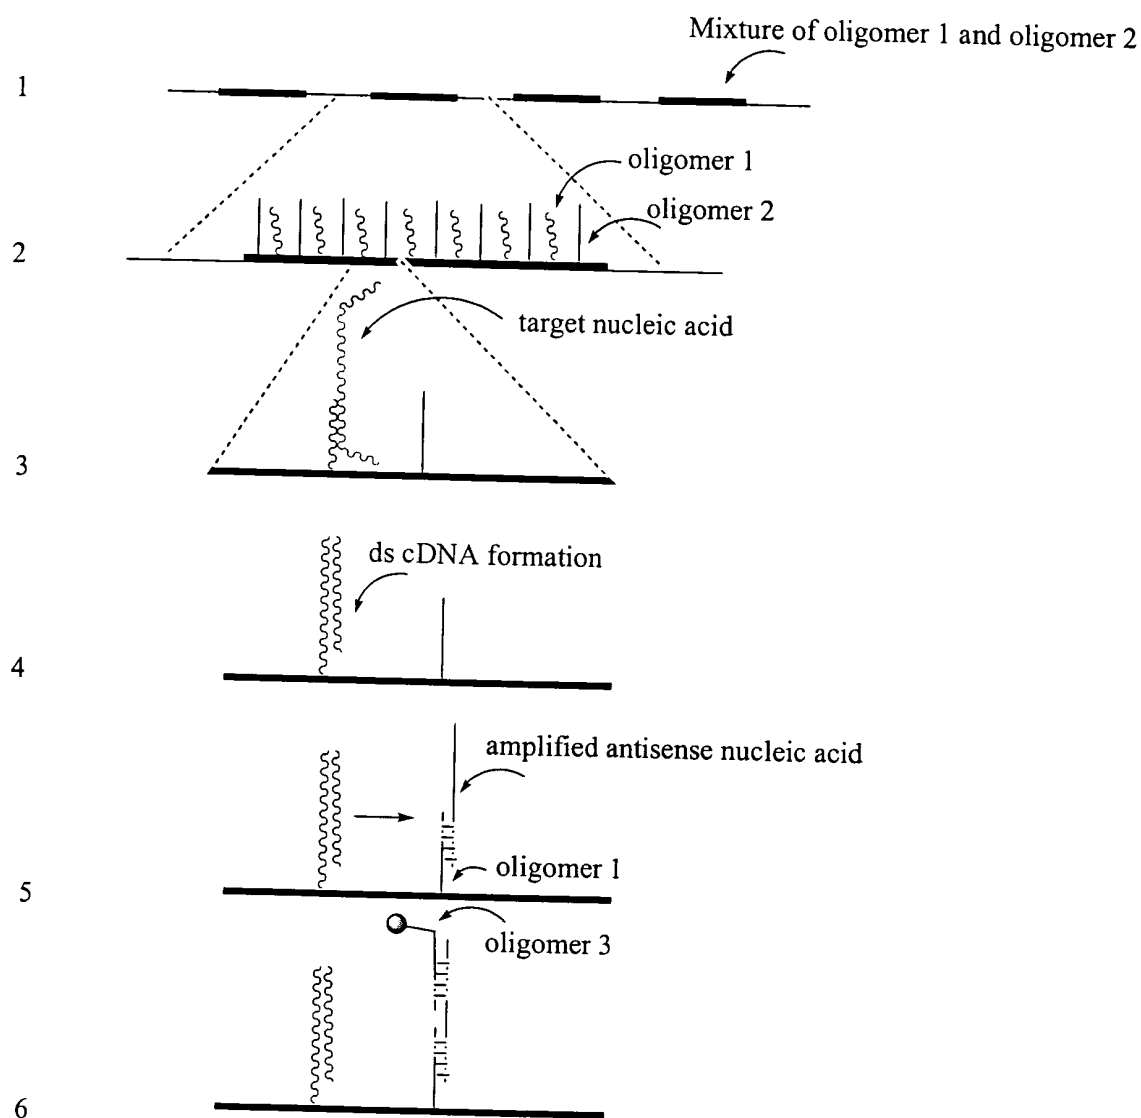 Mixture of oligomer 1 and oligomer 2
1
oligomer 1
oligomer 2
2
target nucleic acid
3
ds cDNA formation
4
amplified antisense nucleic acid
oligomer 1
5
oligomer 3
6